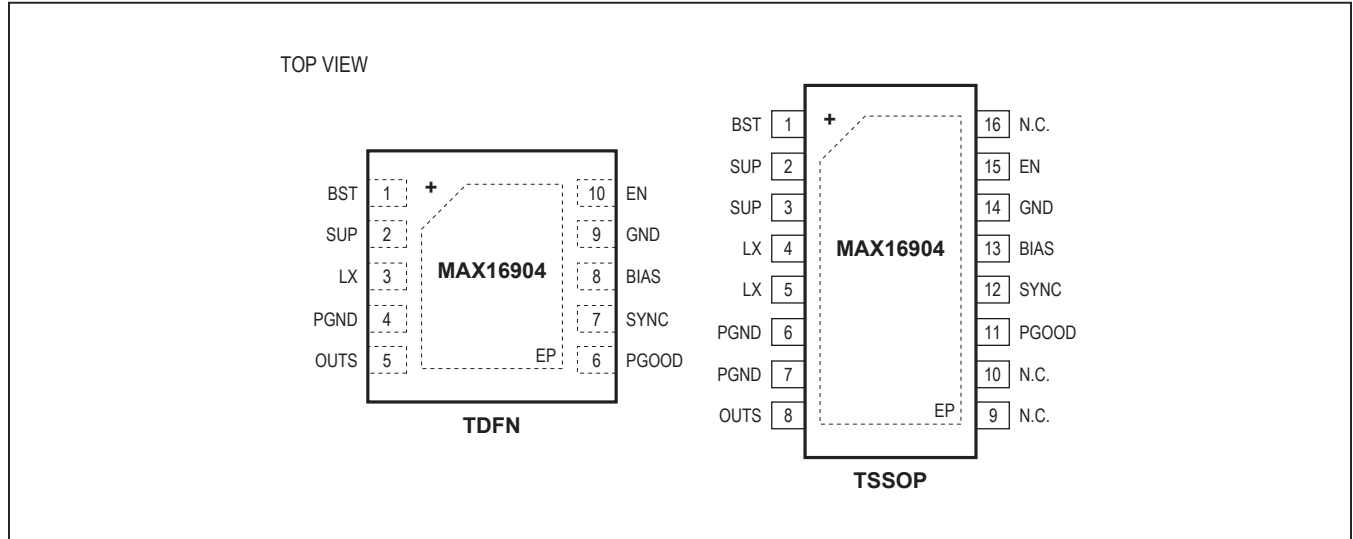 TOP VIEW
BST 1 + 10 EN
SUP 2 9 GND
LX 3 MAX16904 8 BIAS
PGND 4 7 SYNC
OUTS 5 EP 6 PGOOD
TDFN
BST 1 + 16 N.C.
SUP 2 15 EN
SUP 3 14 GND
LX 4 MAX16904 13 BIAS
LX 5 12 SYNC
PGND 6 11 PGOOD
PGND 7 10 N.C.
OUTS 8 EP 9 N.C.
TSSOP